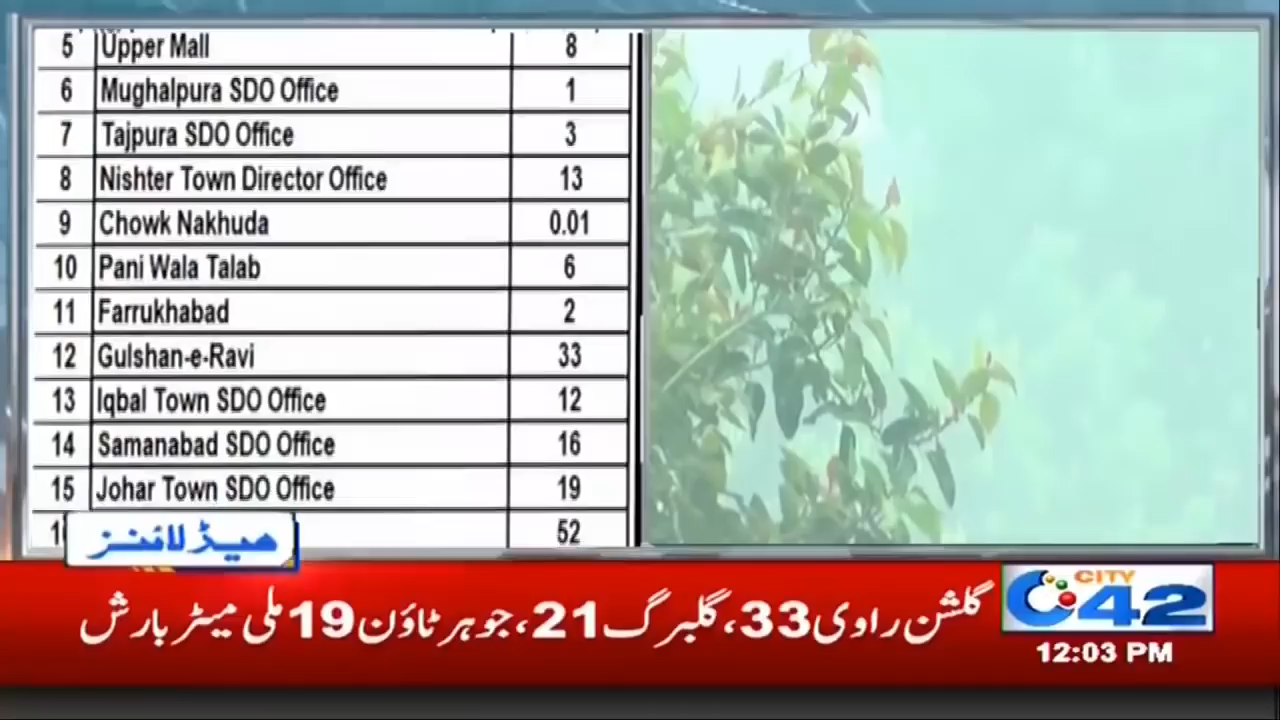 5 Upper Mall 8
6 Mughalpura SDO Office 1
7 Tajpura SDO Office 3
8 Nishter Town Director Office 13
9 Chowk Nakhuda 0.01
10 Pani Wala Talab 6
11 Farrukhabad 2
12 Gulshan-e-Ravi 33
13 Iqbal Town SDO Office 12
14 Samanabad SDO Office 16
15 Johar Town SDO Office 19
52
ہیڈلائنز
گلشن راوی 33، گلبرگ 21، جوہر ٹاؤن 19 ملی میٹر بارش
CITY
42
12:03 PM